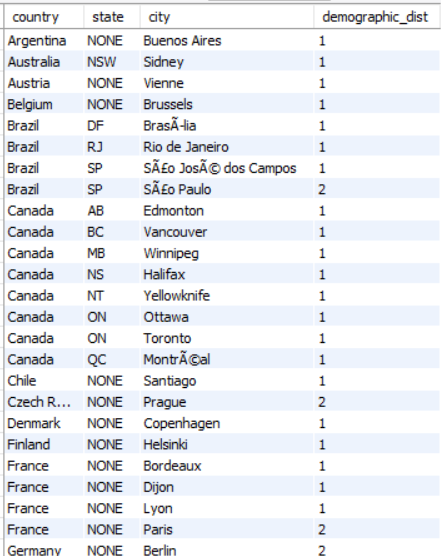 country state city demographic_dist
Argentina NONE Buenos Aires 1
Australia NSW Sidney 1
Austria NONE Vienne 1
Belgium NONE Brussels 1
Brazil DF BrasÃ-lia 1
Brazil RJ Rio de Janeiro 1
Brazil SP SÃ£o JosÃ© dos Campos 1
Brazil SP SÃ£o Paulo 2
Canada AB Edmonton 1
Canada BC Vancouver 1
Canada MB Winnipeg 1
Canada NS Halifax 1
Canada NT Yellowknife 1
Canada ON Ottawa 1
Canada ON Toronto 1
Canada QC MontrÃ©al 1
Chile NONE Santiago 1
Czech R... NONE Prague 2
Denmark NONE Copenhagen 1
Finland NONE Helsinki 1
France NONE Bordeaux 1
France NONE Dijon 1
France NONE Lyon 1
France NONE Paris 2
Germany NONE Berlin 2